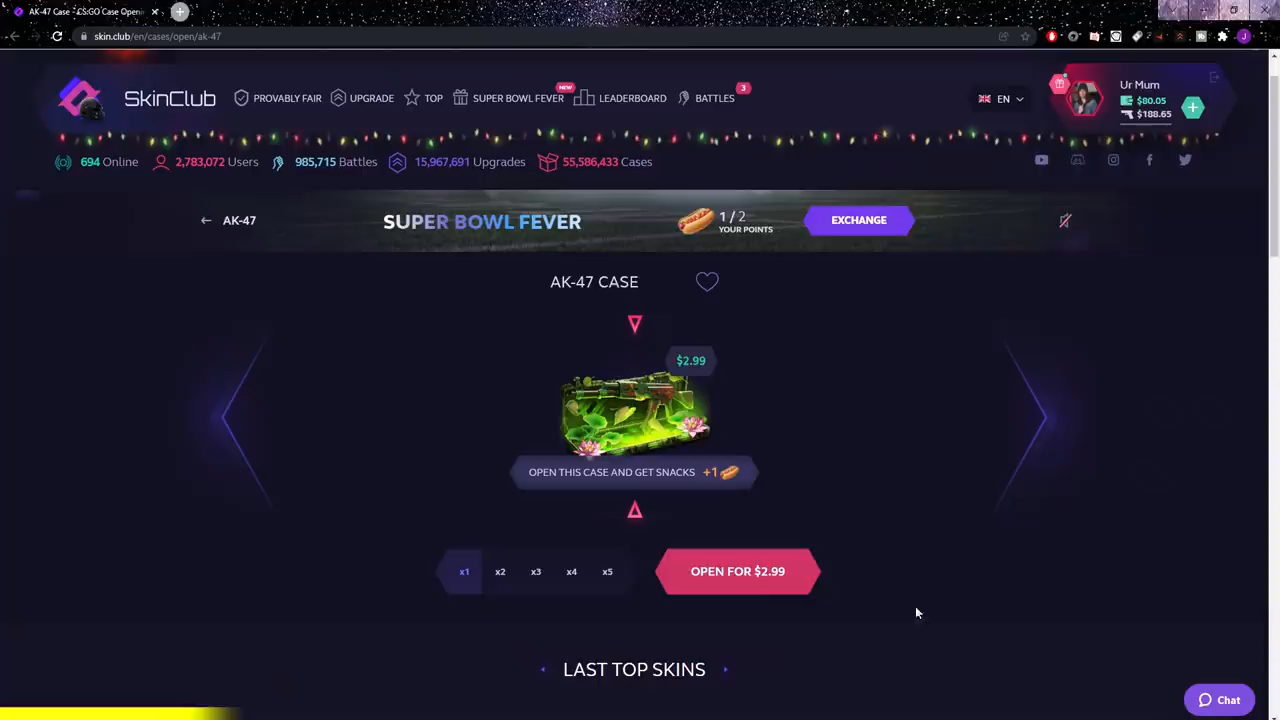 AK-47 Case - CS:GO Case Openi
skin.club/en/cases/open/ak-47
SKINCLUB
PROVABLY FAIR
UPGRADE
TOP
SUPER BOWL FEVER
NEW
LEADERBOARD
BATTLES
3
EN
Ur Mum
$80.05
$188.65
694 Online
2,783,072 Users
985,715 Battles
15,967,691 Upgrades
55,586,433 Cases
AK-47
SUPER BOWL FEVER
1 / 2
YOUR POINTS
EXCHANGE
AK-47 CASE
$2.99
OPEN THIS CASE AND GET SNACKS +1
x1 x2 x3 x4 x5
OPEN FOR $2.99
LAST TOP SKINS
Chat